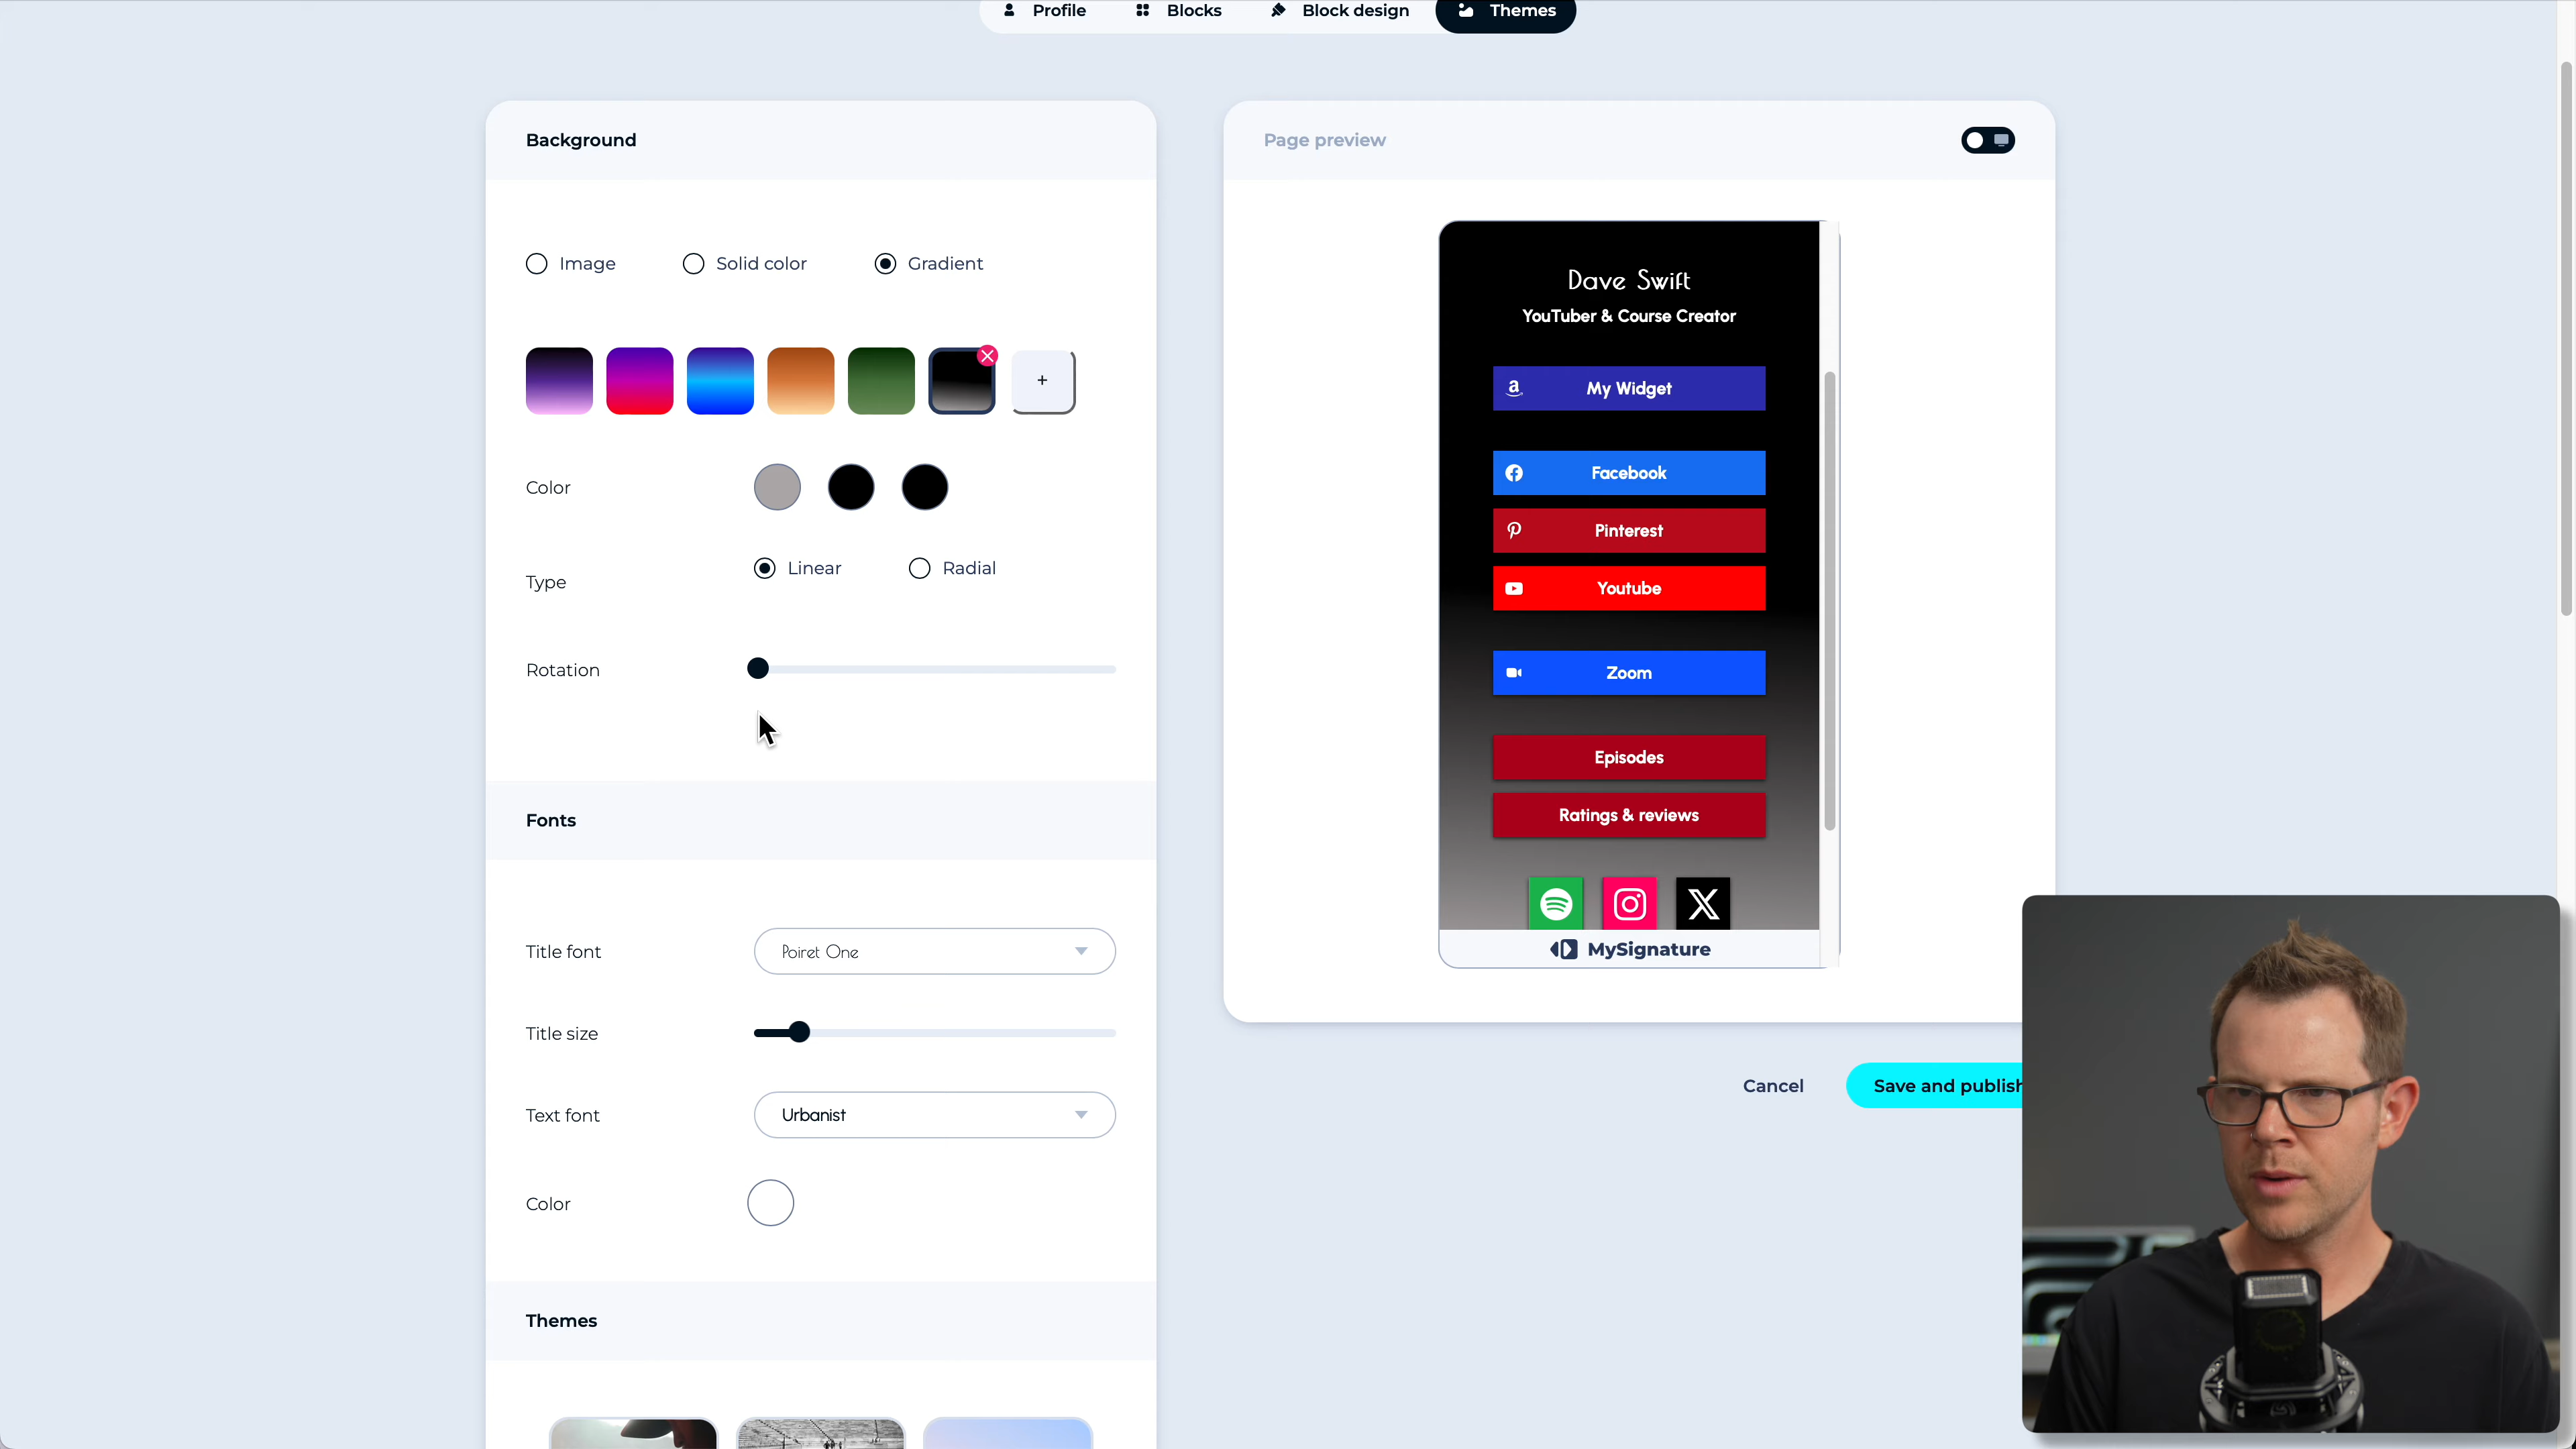 Profile
Blocks
Block design
Themes
Background
Image
Solid color
Gradient
+
Color
Type
Linear
Radial
Rotation
Fonts
Title font
Poiret One
Title size
Text font
Urbanist
Color
Themes
Page preview
Dave Swift
YouTuber & Course Creator
My Widget
Facebook
Pinterest
Youtube
Zoom
Episodes
Ratings & reviews
MySignature
Cancel
Save and publish